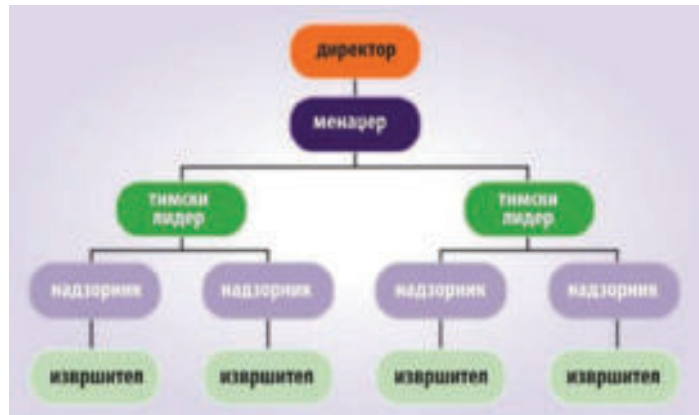 директор
менаџер
тимски
лидер
тимски
лидер
надзорник
надзорник
надзорник
надзорник
извршител
извршител
извршител
извршител